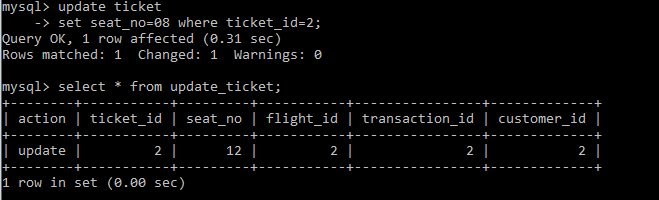 mysql> update ticket
    -> set seat_no=08 where ticket_id=2;
Query OK, 1 row affected (0.31 sec)
Rows matched: 1  Changed: 1  Warnings: 0

mysql> select * from update_ticket;
+--------+-----------+---------+-----------+----------------+-------------+
| action | ticket_id | seat_no | flight_id | transaction_id | customer_id |
+--------+-----------+---------+-----------+----------------+-------------+
| update |         2 |      12 |         2 |              2 |           2 |
+--------+-----------+---------+-----------+----------------+-------------+
1 row in set (0.00 sec)